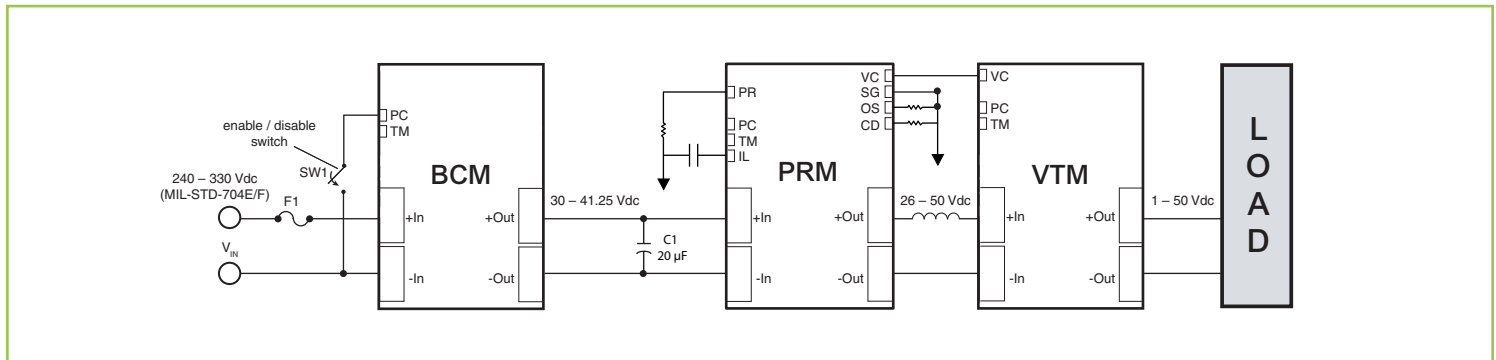 enable / disable
switch
SW1
240 – 330 Vdc
(MIL-STD-704E/F)
F1
V_IN
PC
TM
BCM
+In
-In
+Out
-Out
30 – 41.25 Vdc
C1
20 µF
PR
PC
TM
IL
VC
SG
OS
CD
PRM
+In
-In
+Out
-Out
26 – 50 Vdc
VC
PC
TM
VTM
+In
-In
+Out
-Out
1 – 50 Vdc
L
O
A
D